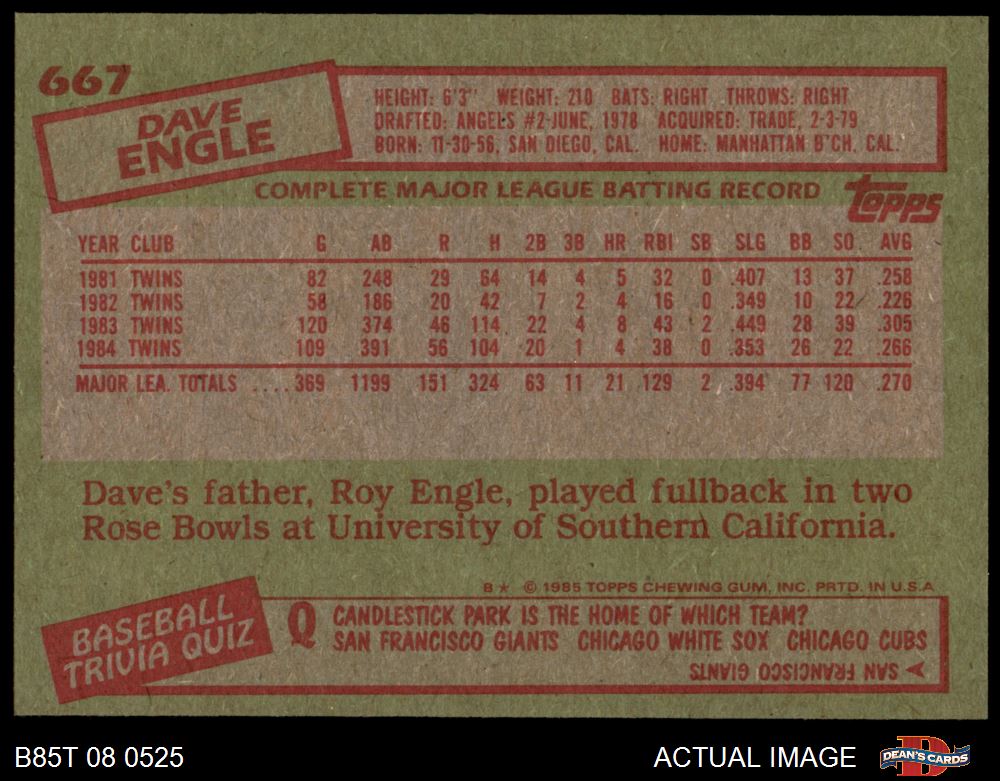 667
DAVE
ENGLE
HEIGHT: 6'3" WEIGHT: 210 BATS: RIGHT THROWS: RIGHT
DRAFTED: ANGELS #2-JUNE, 1978 ACQUIRED: TRADE, 2-3-79
BORN: 11-30-56, SAN DIEGO, CAL. HOME: MANHATTAN B'CH, CAL.
COMPLETE MAJOR LEAGUE BATTING RECORD
TOPPS
YEAR CLUB G AB R H 2B 3B HR RBI SB SLG BB SO AVG
1981 TWINS 82 248 29 64 14 4 5 32 0 .407 13 37 .258
1982 TWINS 58 186 20 42 7 2 4 16 0 .349 10 22 .226
1983 TWINS 120 374 46 114 22 4 8 43 2 .449 28 39 .305
1984 TWINS 109 391 56 104 20 1 4 38 0 .353 26 22 .266
MAJOR LEA. TOTALS ....369 1199 151 324 63 11 21 129 2 .394 77 120 .270
Dave's father, Roy Engle, played fullback in two
Rose Bowls at University of Southern California.
B* © 1985 TOPPS CHEWING GUM, INC. PRTD. IN U.S.A
BASEBALL
TRIVIA QUIZ
Q CANDLESTICK PARK IS THE HOME OF WHICH TEAM?
SAN FRANCISCO GIANTS CHICAGO WHITE SOX CHICAGO CUBS
SAN FRANCISCO GIANTS
B85T 08 0525
ACTUAL IMAGE
DEAN'S CARDS